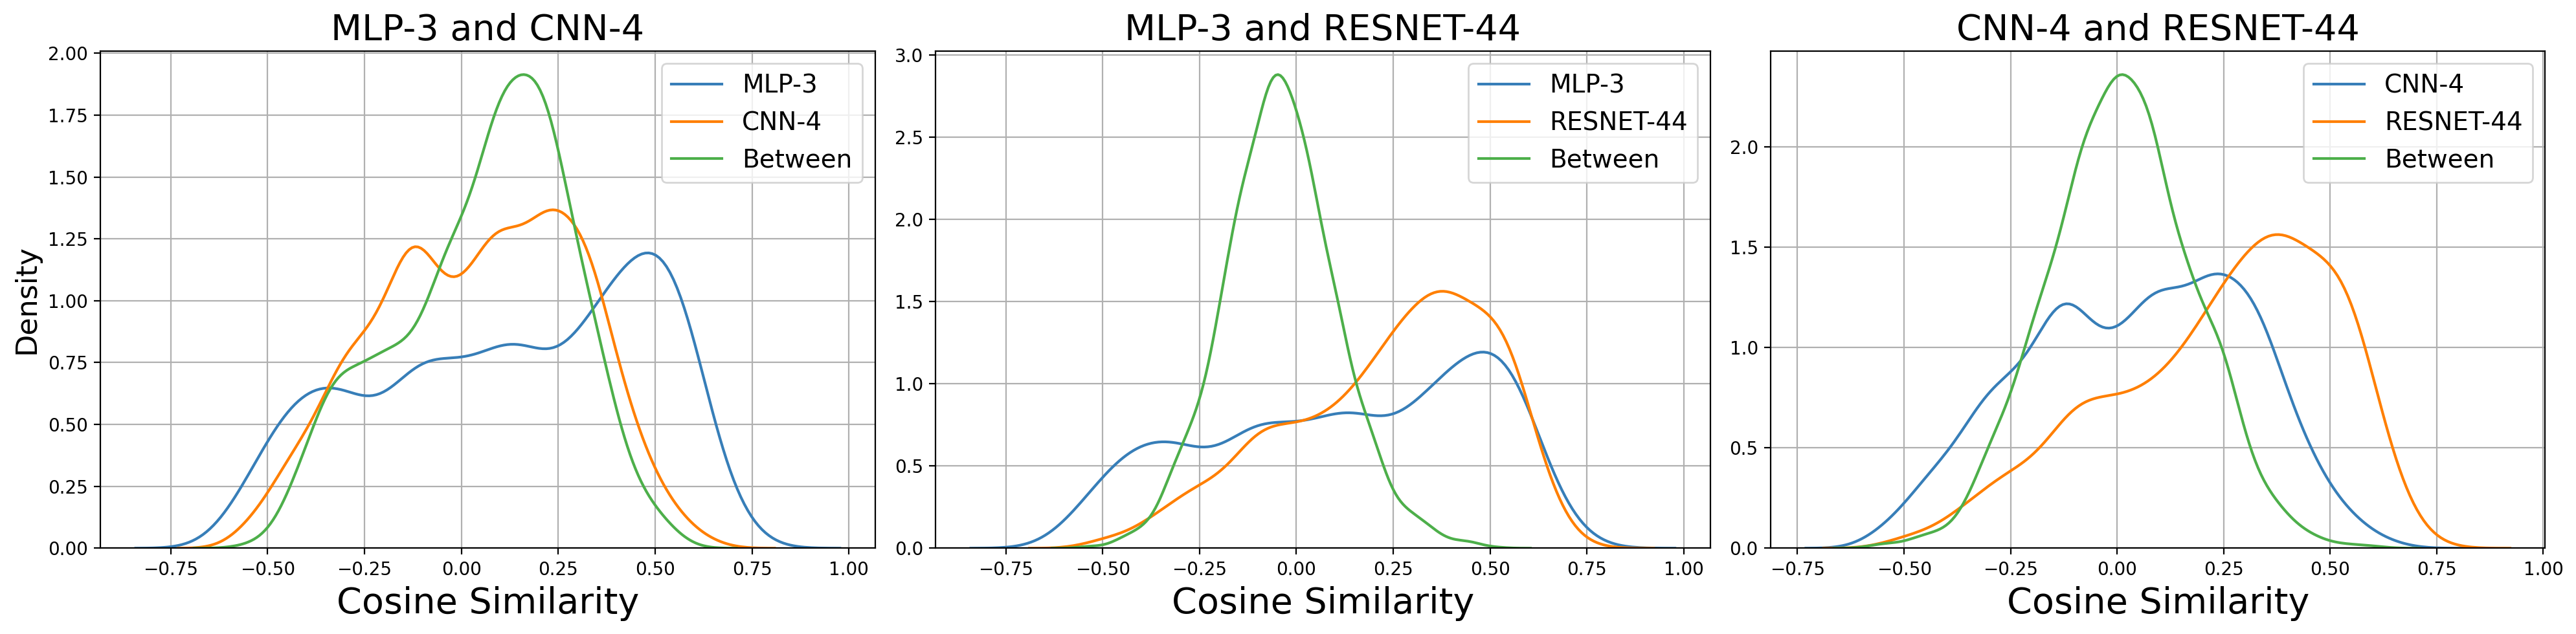 MLP-3 and CNN-4
2.00
1.75
1.50
1.25
1.00
0.75
0.50
0.25
0.00
Density
MLP-3
CNN-4
Between
−0.75 −0.50 −0.25 0.00 0.25 0.50 0.75 1.00
Cosine Similarity
MLP-3 and RESNET-44
3.0
2.5
2.0
1.5
1.0
0.5
0.0
MLP-3
RESNET-44
Between
−0.75 −0.50 −0.25 0.00 0.25 0.50 0.75 1.00
Cosine Similarity
CNN-4 and RESNET-44
2.0
1.5
1.0
0.5
0.0
CNN-4
RESNET-44
Between
−0.75 −0.50 −0.25 0.00 0.25 0.50 0.75 1.00
Cosine Similarity